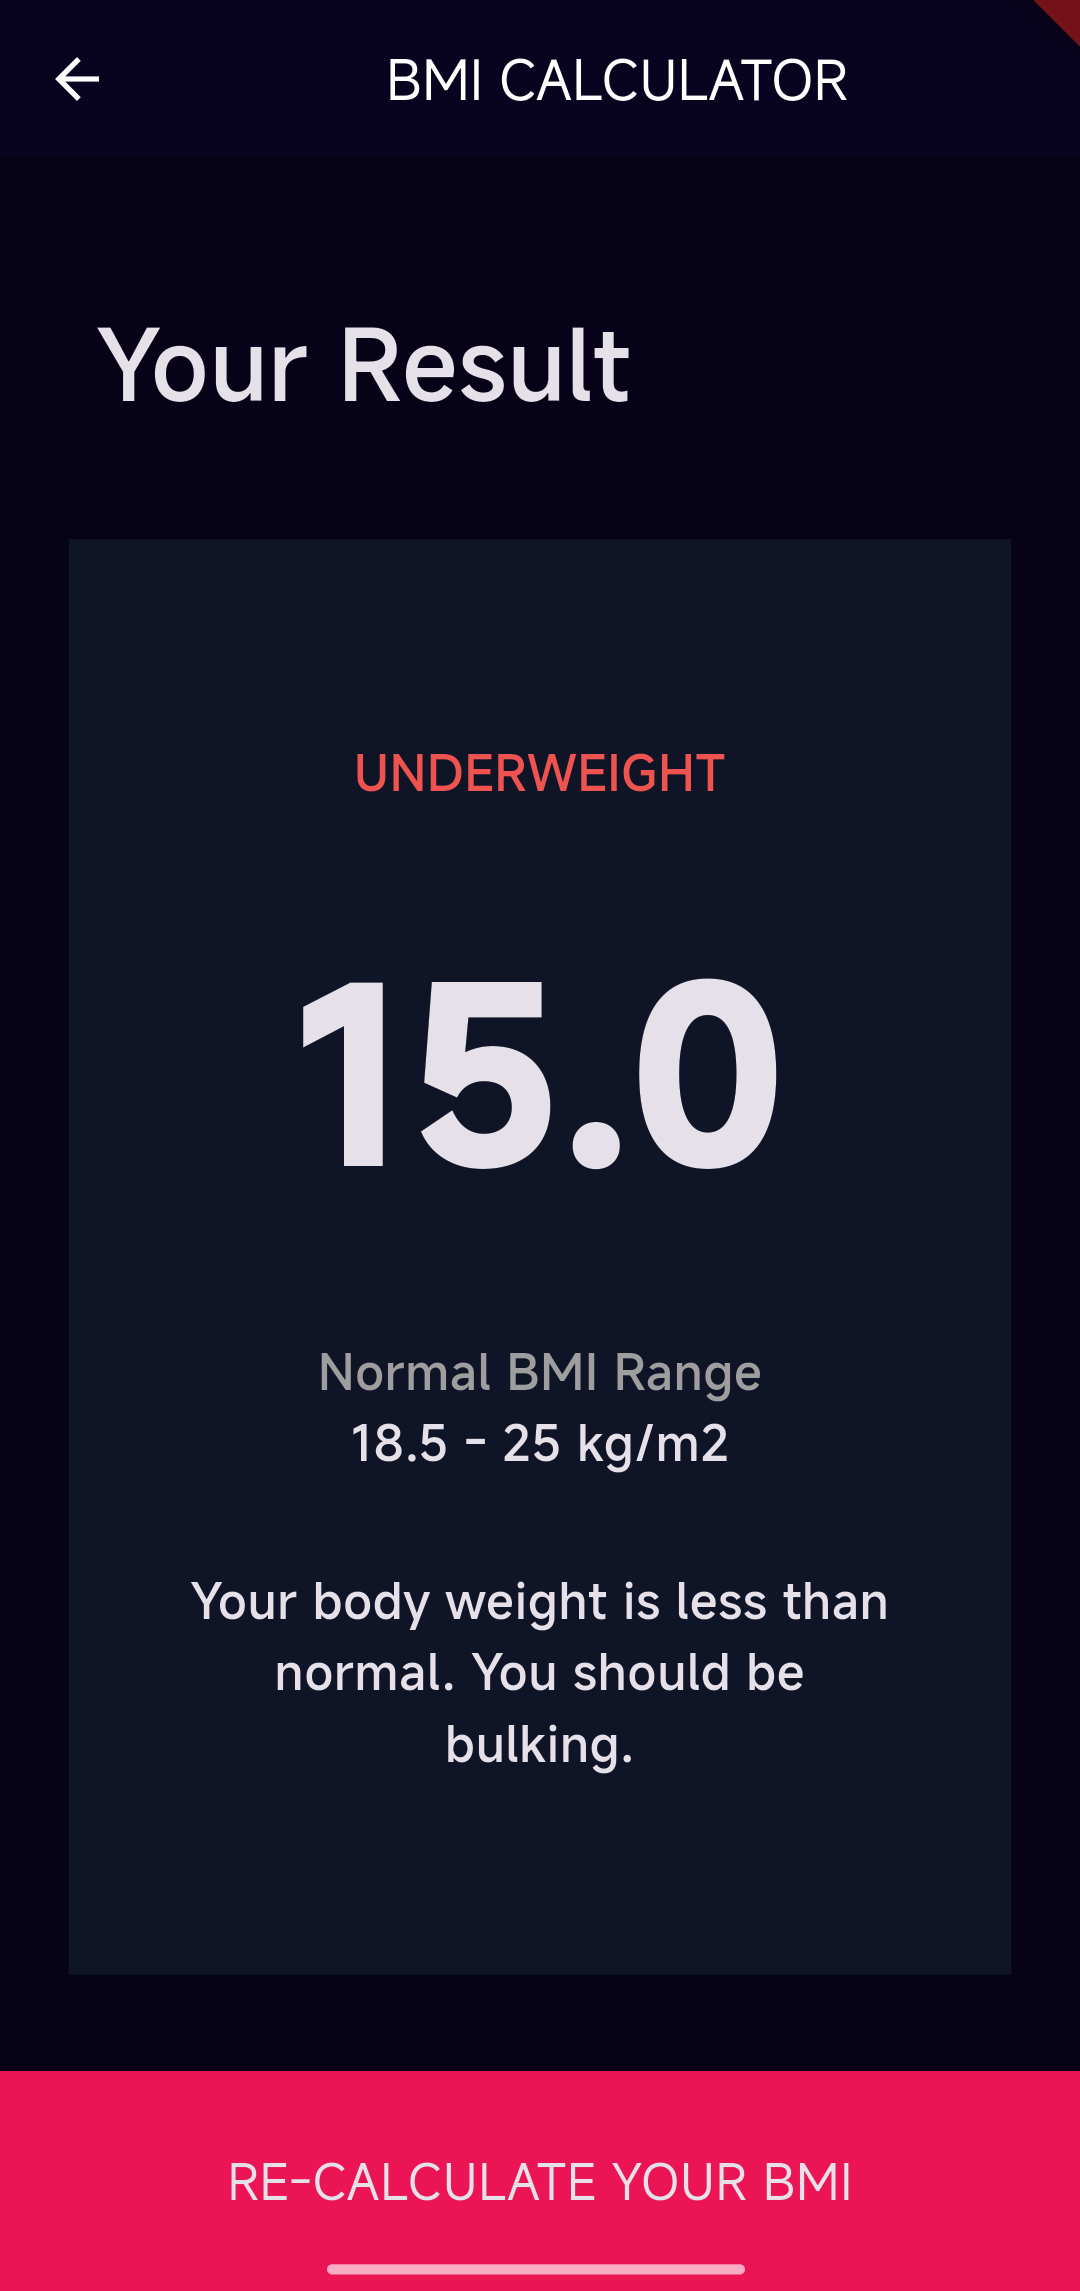 BMI CALCULATOR
Your Result
UNDERWEIGHT
15.0
Normal BMI Range
18.5 - 25 kg/m2
Your body weight is less than
normal. You should be
bulking.
RE-CALCULATE YOUR BMI